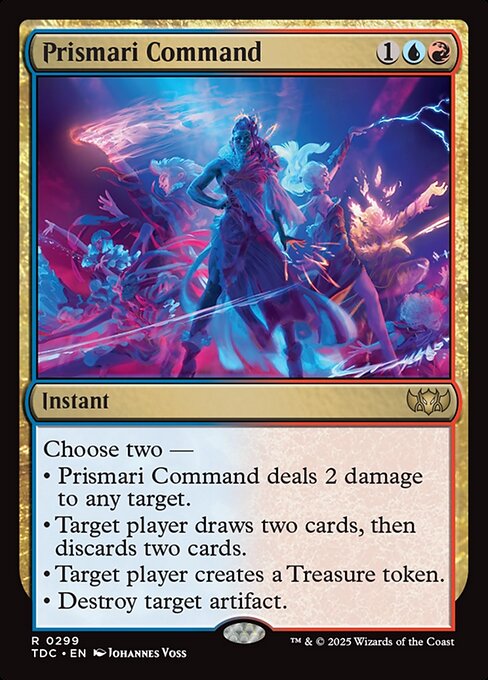 Prismari Command 1
Instant
Choose two —
• Prismari Command deals 2 damage
to any target.
• Target player draws two cards, then
discards two cards.
• Target player creates a Treasure token.
• Destroy target artifact.
R 0299
TDC • EN Johannes Voss
™ & © 2025 Wizards of the Coast